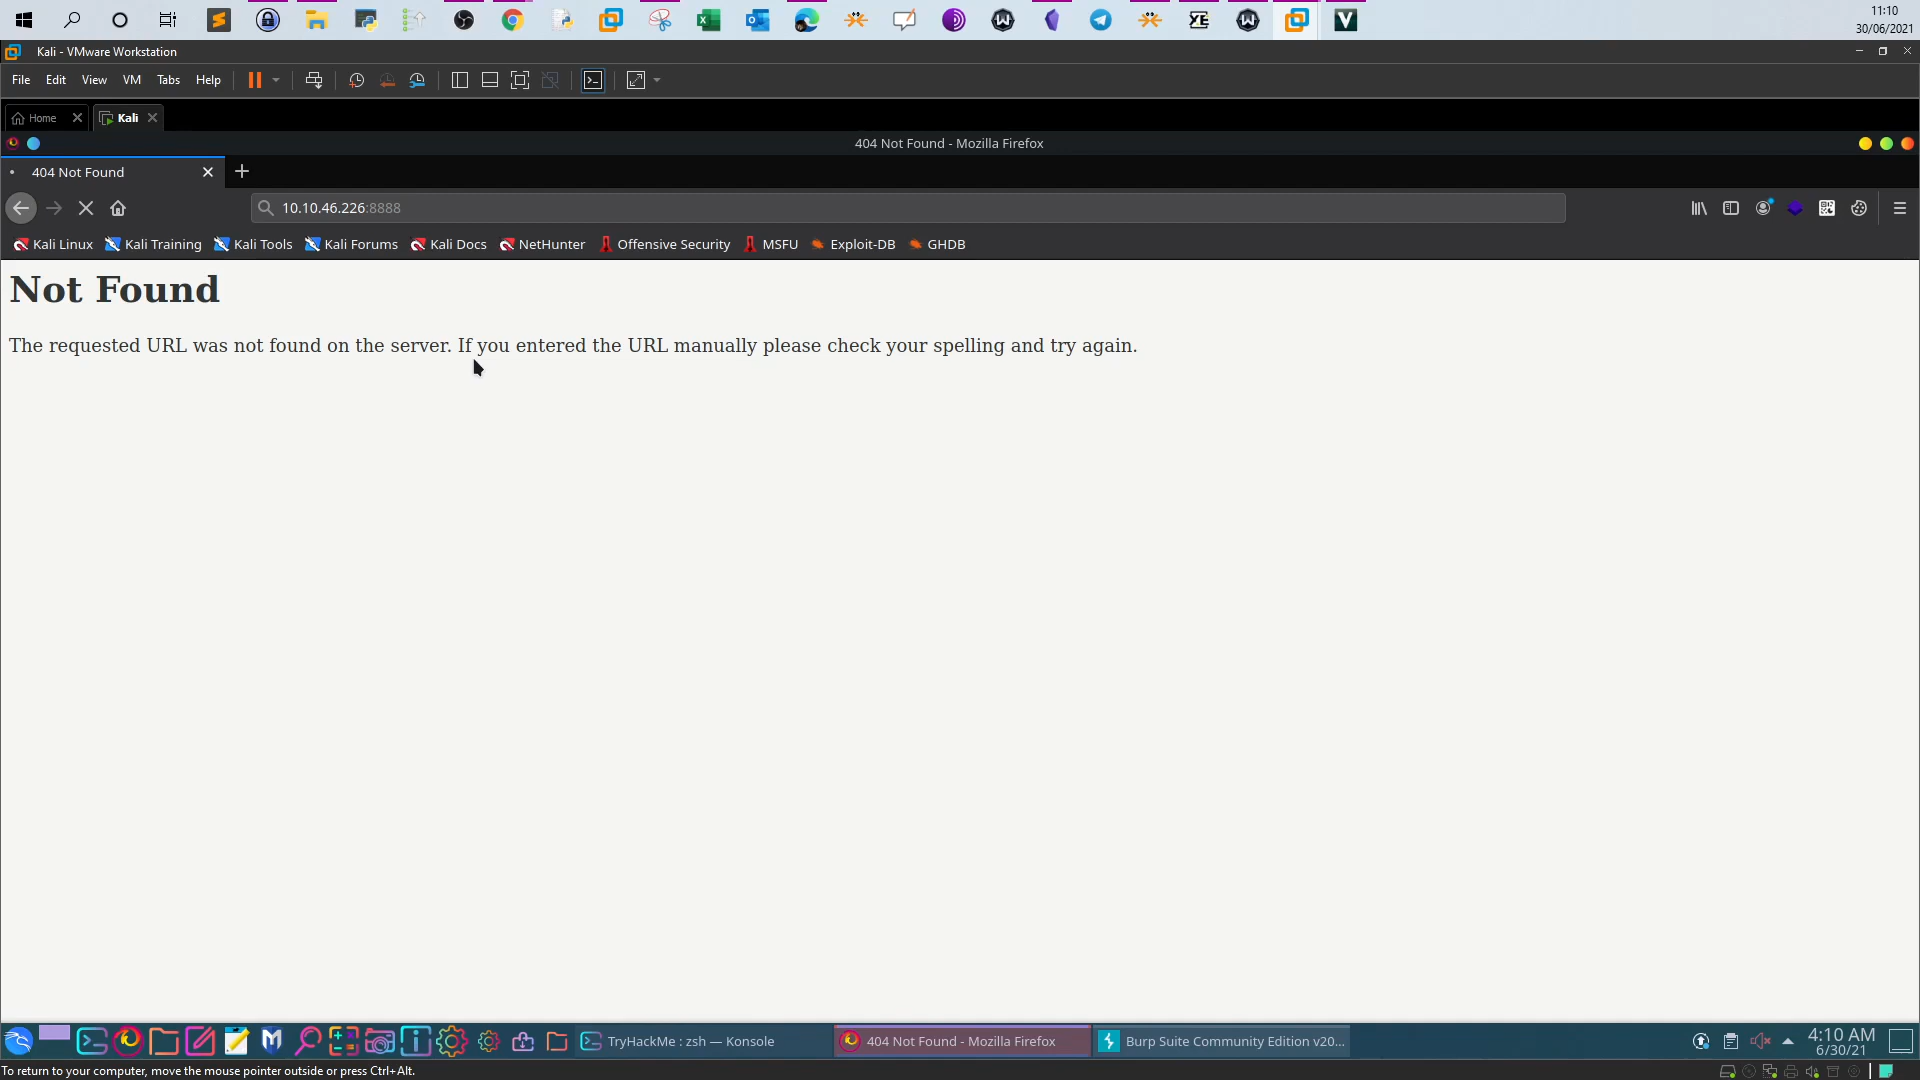 11:10
30/06/2021
Kali - VMware Workstation
File Edit View VM Tabs Help
Home Kali
404 Not Found - Mozilla Firefox
404 Not Found
10.10.46.226:8888
Kali Linux Kali Training Kali Tools Kali Forums Kali Docs NetHunter Offensive Security MSFU Exploit-DB GHDB
Not Found
The requested URL was not found on the server. If you entered the URL manually please check your spelling and try again.
TryHackMe : zsh — Konsole 404 Not Found - Mozilla Firefox Burp Suite Community Edition v20... 4:10 AM
6/30/21
To return to your computer, move the mouse pointer outside or press Ctrl+Alt.